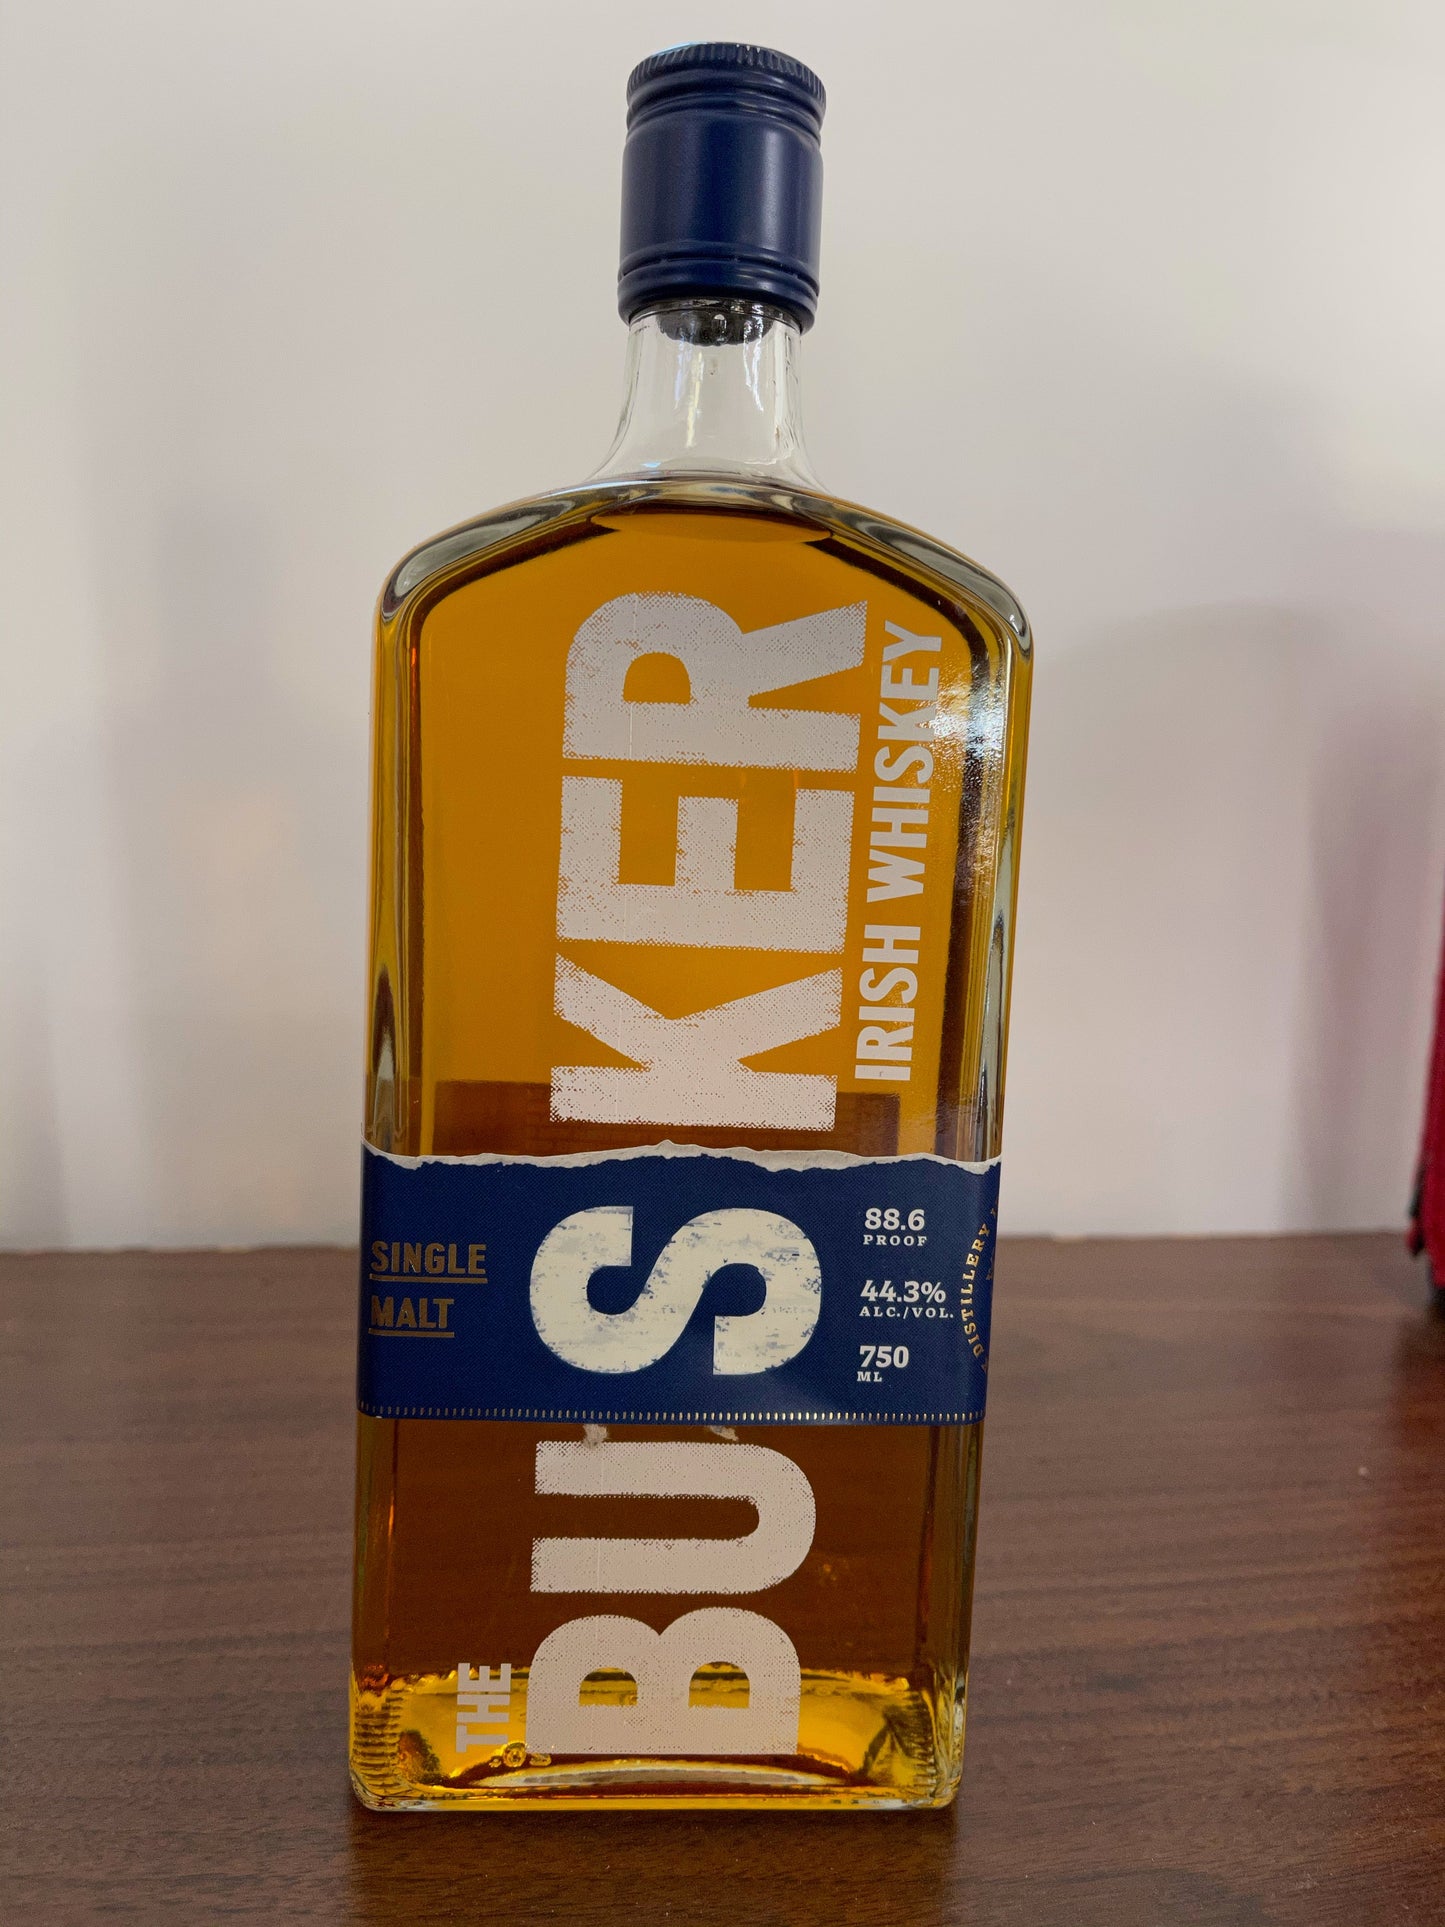 THE
BUSKER
IRISH WHISKEY
SINGLE
MALT
88.6
PROOF
44.3%
ALC./VOL.
750
ML
DISTILLERY